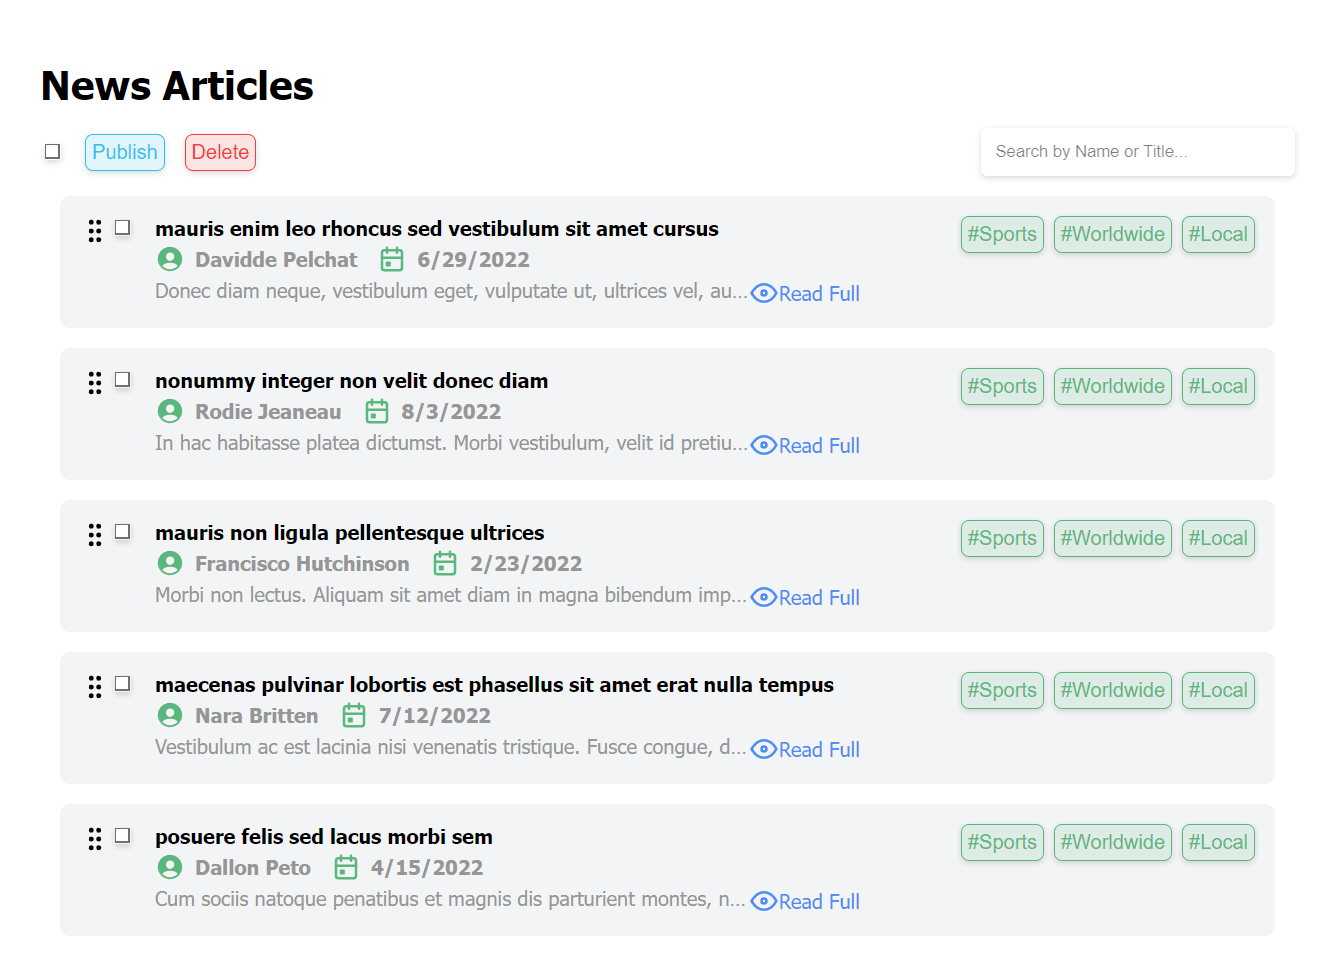 News Articles
Publish Delete Search by Name or Title...
mauris enim leo rhoncus sed vestibulum sit amet cursus #Sports #Worldwide #Local
Davidde Pelchat 6/29/2022
Donec diam neque, vestibulum eget, vulputate ut, ultrices vel, au... Read Full
nonummy integer non velit donec diam #Sports #Worldwide #Local
Rodie Jeaneau 8/3/2022
In hac habitasse platea dictumst. Morbi vestibulum, velit id pretiu... Read Full
mauris non ligula pellentesque ultrices #Sports #Worldwide #Local
Francisco Hutchinson 2/23/2022
Morbi non lectus. Aliquam sit amet diam in magna bibendum imp... Read Full
maecenas pulvinar lobortis est phasellus sit amet erat nulla tempus #Sports #Worldwide #Local
Nara Britten 7/12/2022
Vestibulum ac est lacinia nisi venenatis tristique. Fusce congue, d... Read Full
posuere felis sed lacus morbi sem #Sports #Worldwide #Local
Dallon Peto 4/15/2022
Cum sociis natoque penatibus et magnis dis parturient montes, n... Read Full